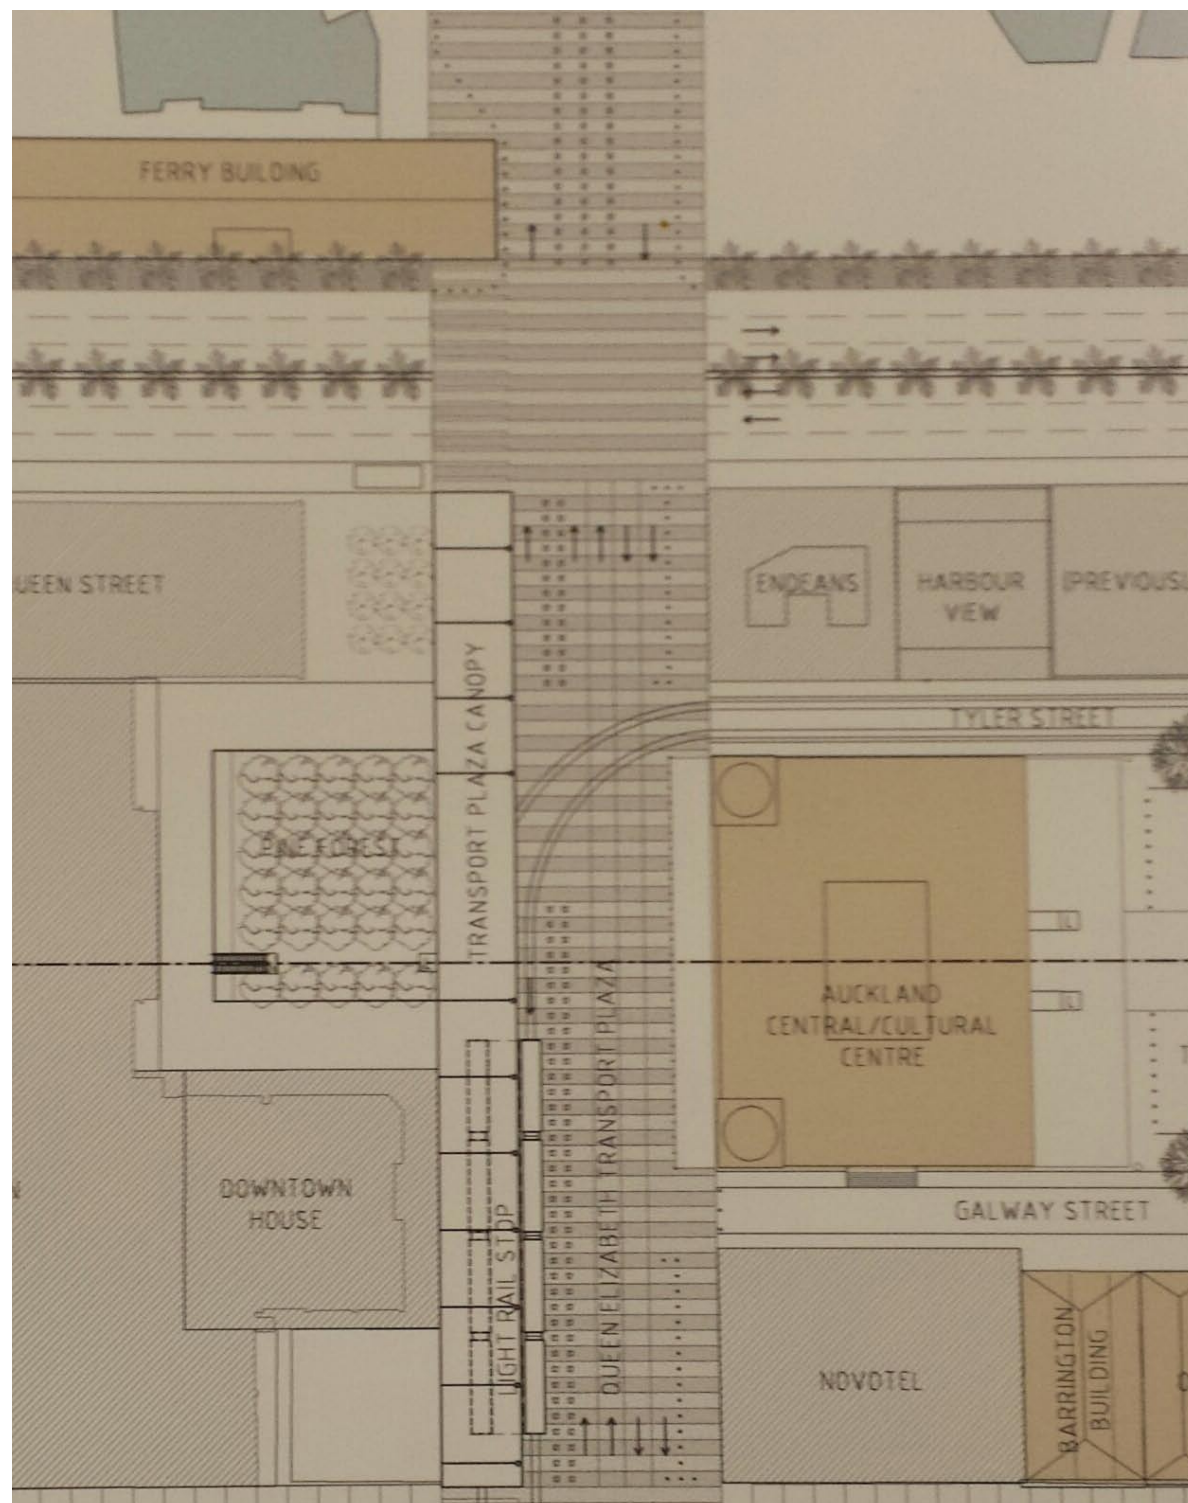 FERRY BUILDING
UEEN STREET
ENDEANS
HARBOUR
VIEW
(PREVIOUSL
TRANSPORT PLAZA CANOPY
TYLER STREET
PINE FOREST
AUCKLAND
CENTRAL/CULTURAL
CENTRE
QUEEN ELIZABETH TRANSPORT PLAZA
DOWNTOWN
HOUSE
LIGHT RAIL STOP
GALWAY STREET
NOVOTEL
BARRINGTON
BUILDING